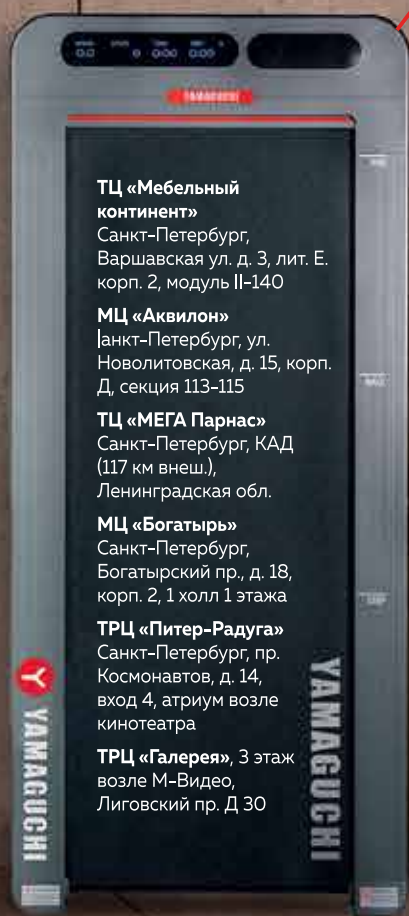 YAMAGUCHI
ТЦ «Мебельный
континент»
Санкт-Петербург,
Варшавская ул. д. 3, лит. Е.
корп. 2, модуль II-140
МЦ «Аквилон»
анкт-Петербург, ул.
Новолитовская, д. 15, корп.
Д, секция 113-115
ТЦ «МЕГА Парнас»
Санкт-Петербург, КАД
(117 км внеш.),
Ленинградская обл.
МЦ «Богатырь»
Санкт-Петербург,
Богатырский пр., д. 18,
корп. 2, 1 холл 1 этажа
ТРЦ «Питер-Радуга»
Санкт-Петербург, пр.
Космонавтов, д. 14,
вход 4, атриум возле
кинотеатра
ТРЦ «Галерея», 3 этаж
возле М-Видео,
Лиговский пр. Д 30
YAMAGUCHI
YAMAGUCHI